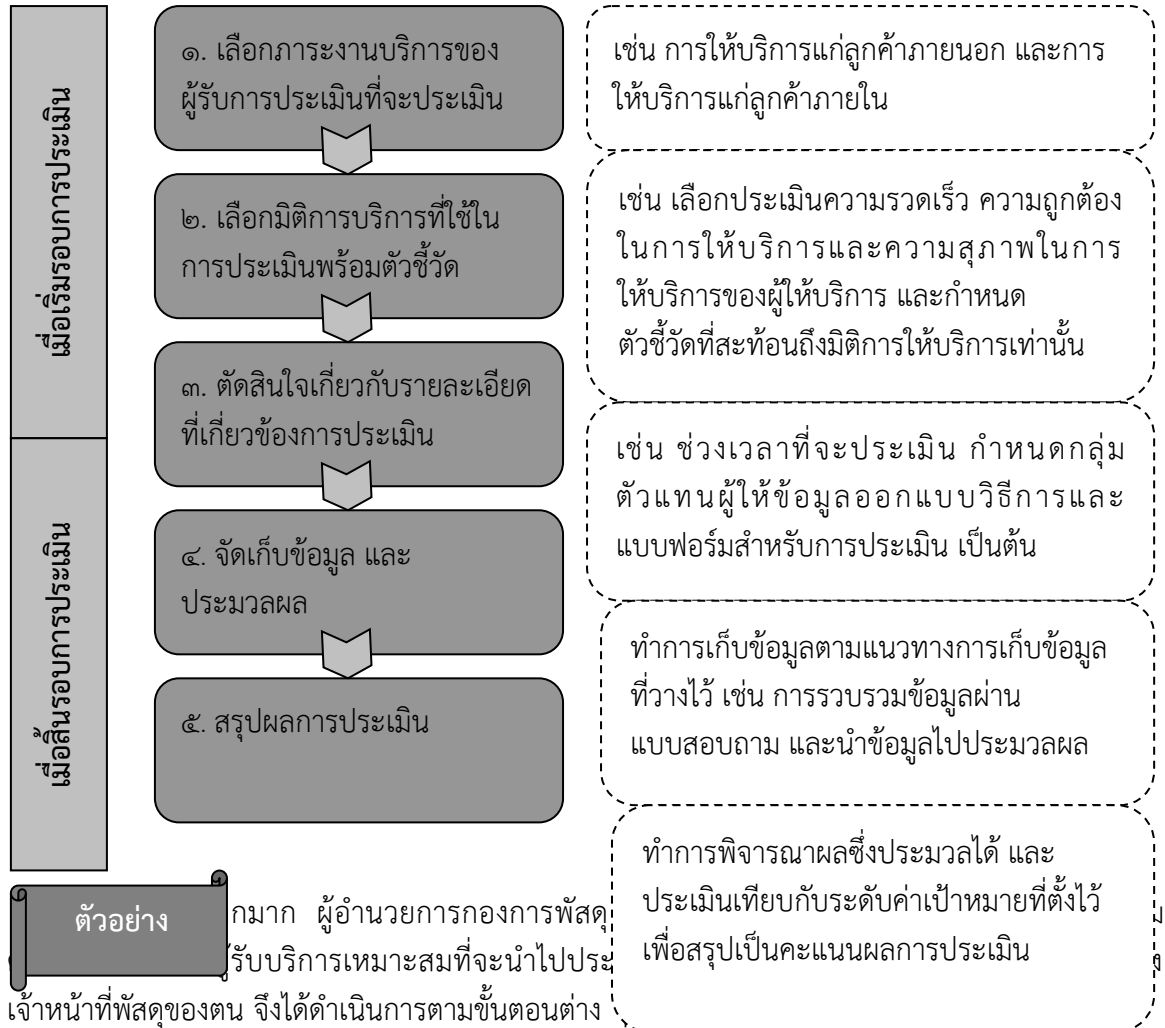 เมื่อเริ่มรอบการประเมิน
๑. เลือกภาระงานบริการของ
ผู้รับการประเมินที่จะประเมิน
เช่น การให้บริการแก่ลูกค้าภายนอก และการ
ให้บริการแก่ลูกค้าภายใน
๒. เลือกมิติการบริการที่ใช้ใน
การประเมินพร้อมตัวชี้วัด
เช่น เลือกประเมินความรวดเร็ว ความถูกต้อง
ในการให้บริการและความสุภาพในการ
ให้บริการของผู้ให้บริการ และกำหนด
ตัวชี้วัดที่สะท้อนถึงมิติการให้บริการเท่านั้น
๓. ตัดสินใจเกี่ยวกับรายละเอียด
ที่เกี่ยวข้องการประเมิน
เช่น ช่วงเวลาที่จะประเมิน กำหนดกลุ่ม
ตัวแทนผู้ให้ข้อมูลออกแบบวิธีการและ
แบบฟอร์มสำหรับการประเมิน เป็นต้น
เมื่อสิ้นรอบการประเมิน
๔. จัดเก็บข้อมูล และ
ประมวลผล
ทำการเก็บข้อมูลตามแนวทางการเก็บข้อมูล
ที่วางไว้ เช่น การรวบรวมข้อมูลผ่าน
แบบสอบถาม และนำข้อมูลไปประมวลผล
๕. สรุปผลการประเมิน
ทำการพิจารณาผลซึ่งประมวลได้ และ
ประเมินเทียบกับระดับค่าเป้าหมายที่ตั้งไว้
เพื่อสรุปเป็นคะแนนผลการประเมิน
ตัวอย่าง
ผู้อำนวยการกองการพัสดุ
รับบริการเหมาะสมที่จะนำไป
เจ้าหน้าที่พัสดุของตน จึงได้ดำเนินการตามขั้นตอนต่าง